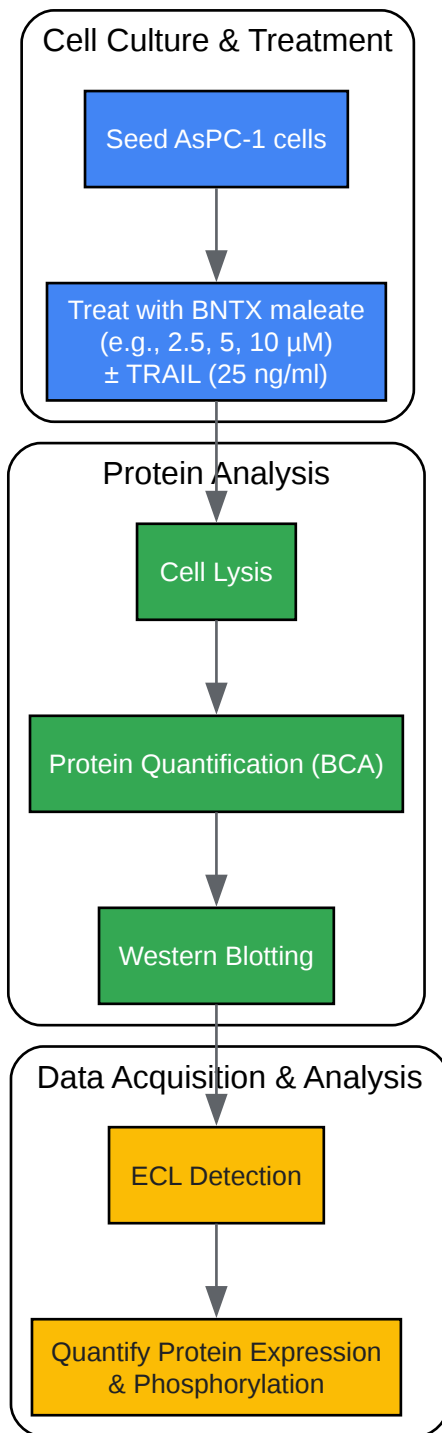 Cell Culture & Treatment
Seed AsPC-1 cells
Treat with BNTX maleate
(e.g., 2.5, 5, 10 µM)
± TRAIL (25 ng/ml)
Protein Analysis
Cell Lysis
Protein Quantification (BCA)
Western Blotting
Data Acquisition & Analysis
ECL Detection
Quantify Protein Expression
& Phosphorylation